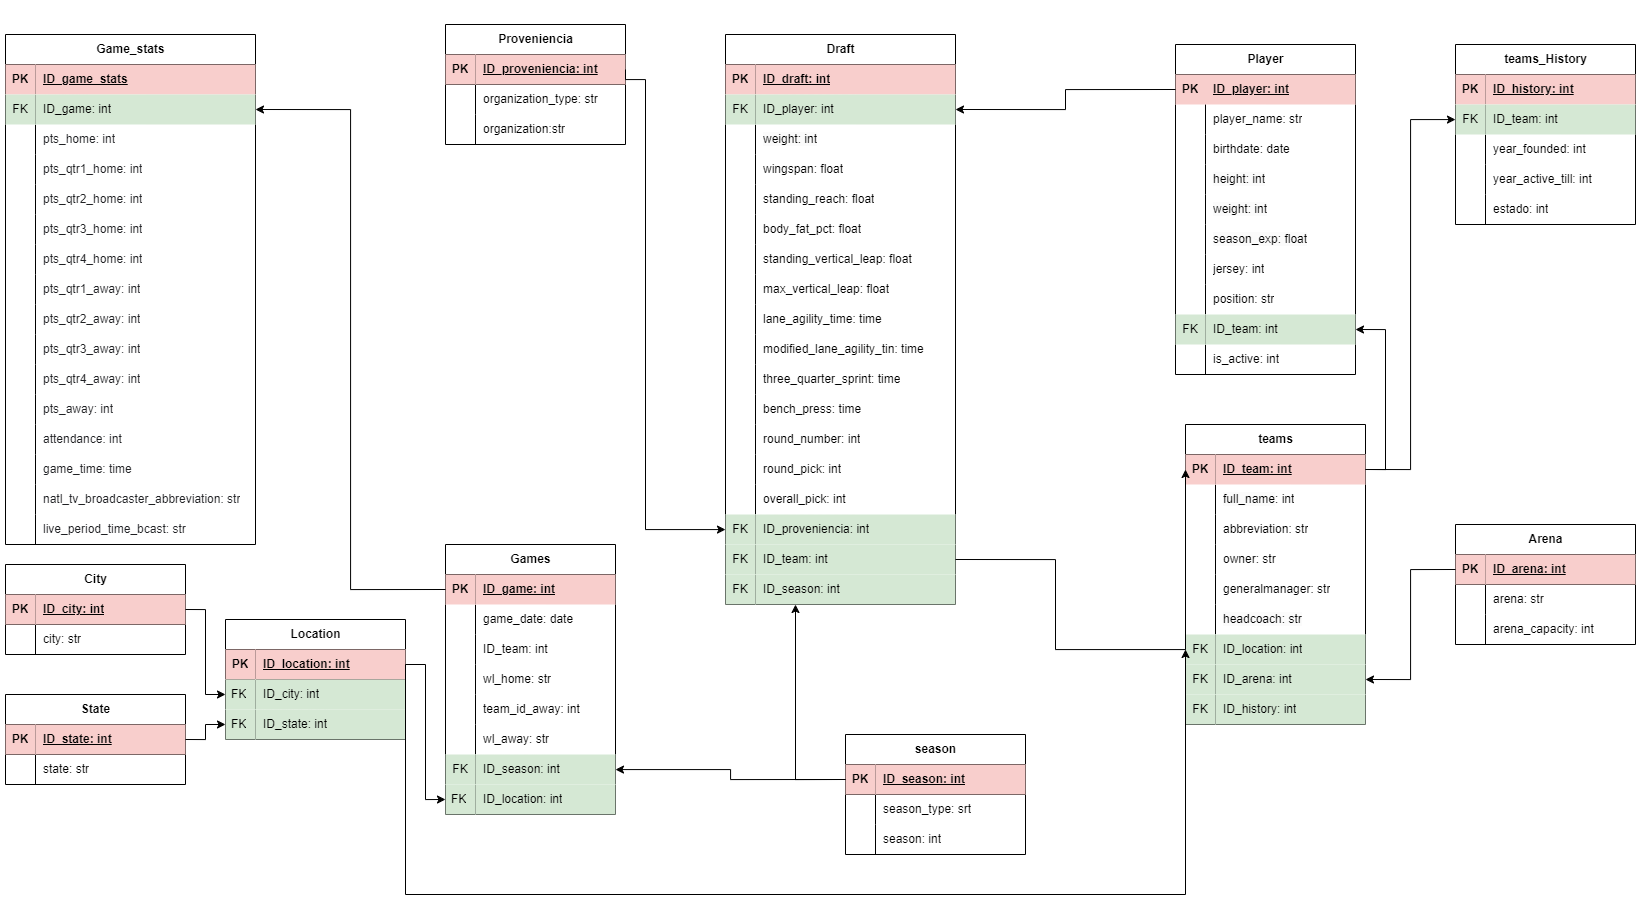 Game_stats
PK ID_game_stats
FK ID_game: int
pts_home: int
pts_qtr1_home: int
pts_qtr2_home: int
pts_qtr3_home: int
pts_qtr4_home: int
pts_qtr1_away: int
pts_qtr2_away: int
pts_qtr3_away: int
pts_qtr4_away: int
pts_away: int
attendance: int
game_time: time
natl_tv_broadcaster_abbreviation: str
live_period_time_bcast: str
Proveniencia
PK ID_proveniencia: int
organization_type: str
organization:str
Draft
PK ID_draft: int
FK ID_player: int
weight: int
wingspan: float
standing_reach: float
body_fat_pct: float
standing_vertical_leap: float
max_vertical_leap: float
lane_agility_time: time
modified_lane_agility_tin: time
three_quarter_sprint: time
bench_press: time
round_number: int
round_pick: int
overall_pick: int
FK ID_proveniencia: int
FK ID_team: int
FK ID_season: int
Player
PK ID_player: int
player_name: str
birthdate: date
height: int
weight: int
season_exp: float
jersey: int
position: str
FK ID_team: int
is_active: int
teams_History
PK ID_history: int
FK ID_team: int
year_founded: int
year_active_till: int
estado: int
teams
PK ID_team: int
full_name: int
abbreviation: str
owner: str
generalmanager: str
headcoach: str
FK ID_location: int
FK ID_arena: int
FK ID_history: int
Arena
PK ID_arena: int
arena: str
arena_capacity: int
City
PK ID_city: int
city: str
State
PK ID_state: int
state: str
Location
PK ID_location: int
FK ID_city: int
FK ID_state: int
Games
PK ID_game: int
game_date: date
ID_team: int
wl_home: str
team_id_away: int
wl_away: str
FK ID_season: int
FK ID_location: int
season
PK ID_season: int
season_type: srt
season: int